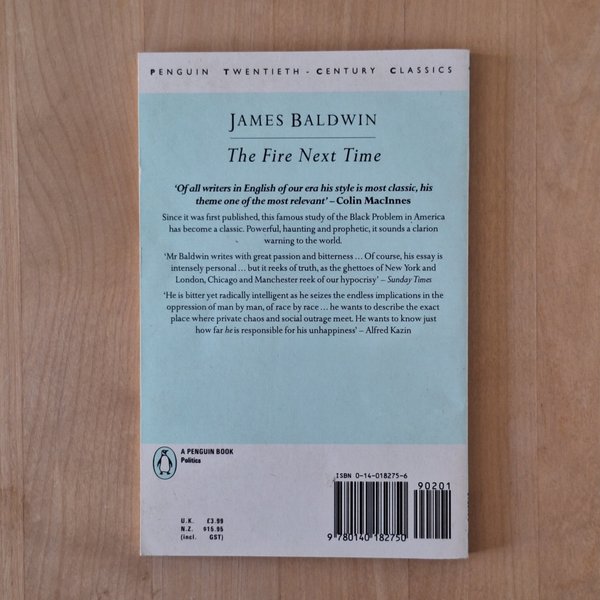 PENGUIN TWENTIETH-CENTURY CLASSICS
JAMES BALDWIN
The Fire Next Time
‘Of all writers in English of our era his style is most classic, his
theme one of the most relevant’ – Colin MacInnes
Since it was first published, this famous study of the Black Problem in America
has become a classic. Powerful, haunting and prophetic, it sounds a clarion
warning to the world.
‘Mr Baldwin writes with great passion and bitterness ... Of course, his essay is
intensely personal ... but it reeks of truth, as the ghettoes of New York and
London, Chicago and Manchester reek of our hypocrisy’ – Sunday Times
‘He is bitter yet radically intelligent as he seizes the endless implications in the
oppression of man by man, of race by race ... he wants to describe the exact
place where private chaos and social outrage meet. He wants to know just
how far he is responsible for his unhappiness’ – Alfred Kazin
A PENGUIN BOOK
Politics
ISBN 0-14-018275-6
90201
9 780140 182750
U.K. £3.99
N.Z. $15.95
(incl. GST)